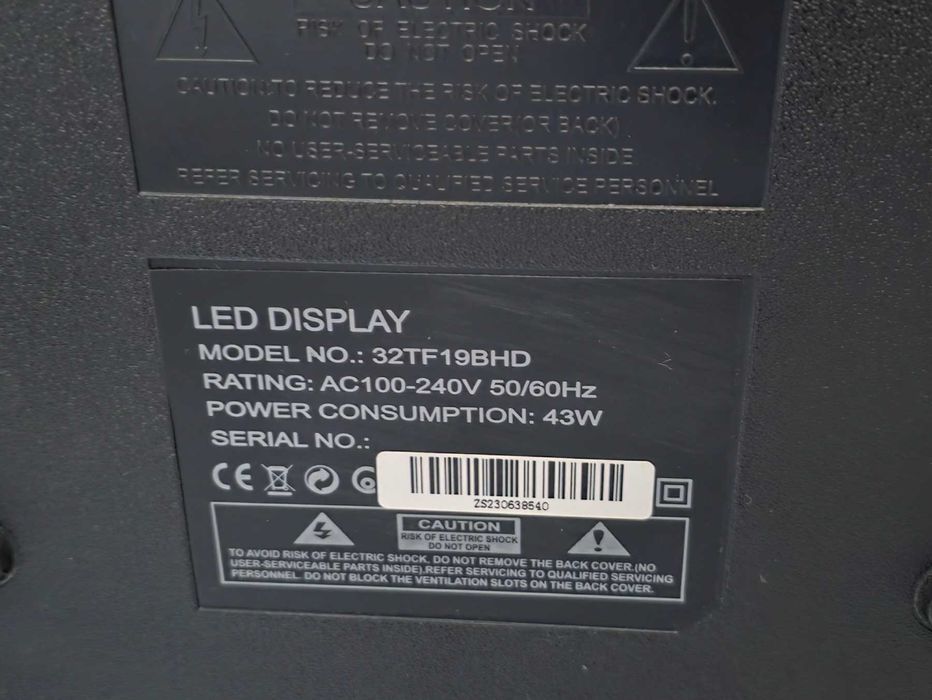 CAUTION
RISK OF ELECTRIC SHOCK
DO NOT OPEN
CAUTION:TO REDUCE THE RISK OF ELECTRIC SHOCK.
DO NOT REMOVE COVER(OR BACK)
NO USER-SERVICEABLE PARTS INSIDE
REFER SERVICING TO QUALIFIED SERVICE PERSONNEL
LED DISPLAY
MODEL NO.: 32TF19BHD
RATING: AC100-240V 50/60Hz
POWER CONSUMPTION: 43W
SERIAL NO.:
CE
ZS230638540
CAUTION
RISK OF ELECTRIC SHOCK
DO NOT OPEN
TO AVOID RISK OF ELECTRIC SHOCK, DO NOT REMOVE THE BACK COVER.(NO
USER-SERVICEABLE PARTS INSIDE).REFER SERVICING TO QUALIFIED SERVICING
PERSONNEL. DO NOT BLOCK THE VENTILATION SLOTS ON THE BACK COVER.